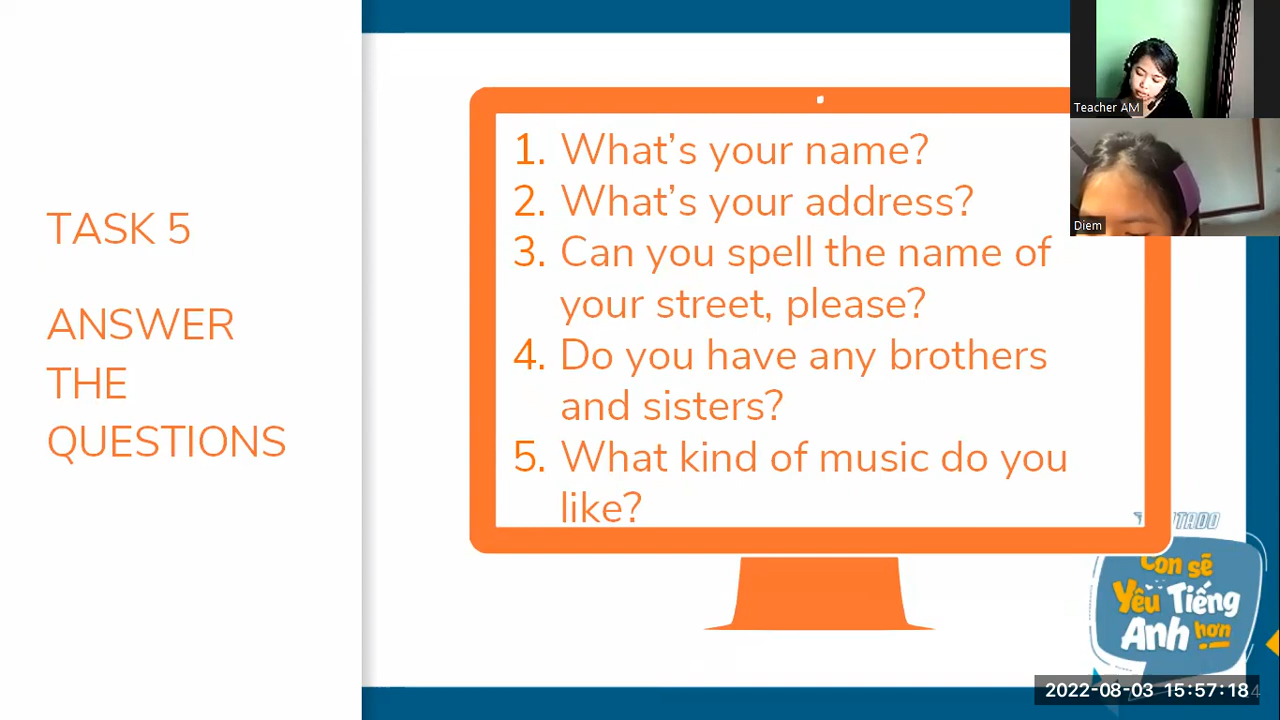 TASK 5
ANSWER
THE
QUESTIONS
1. What's your name?
2. What's your address?
3. Can you spell the name of
your street, please?
4. Do you have any brothers
and sisters?
5. What kind of music do you
like?
Teacher AM
Diem
Con sẽ
Yêu Tiếng
Anh hơn
2022-08-03 15:57:18
4